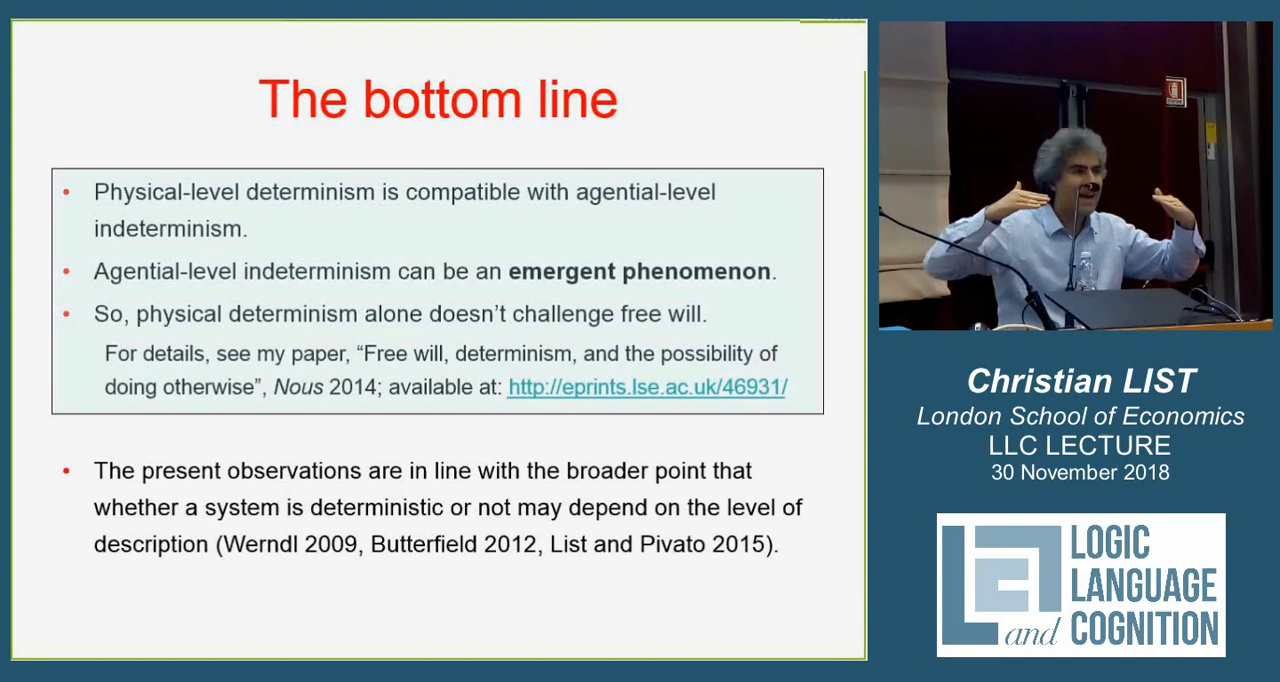 The bottom line
• Physical-level determinism is compatible with agential-level
indeterminism.
• Agential-level indeterminism can be an emergent phenomenon.
• So, physical determinism alone doesn't challenge free will.
For details, see my paper, “Free will, determinism, and the possibility of
doing otherwise”, Nous 2014; available at: http://eprints.lse.ac.uk/46931/
• The present observations are in line with the broader point that
whether a system is deterministic or not may depend on the level of
description (Werndl 2009, Butterfield 2012, List and Pivato 2015).
Christian LIST
London School of Economics
LLC LECTURE
30 November 2018
LOGIC
LANGUAGE
and COGNITION